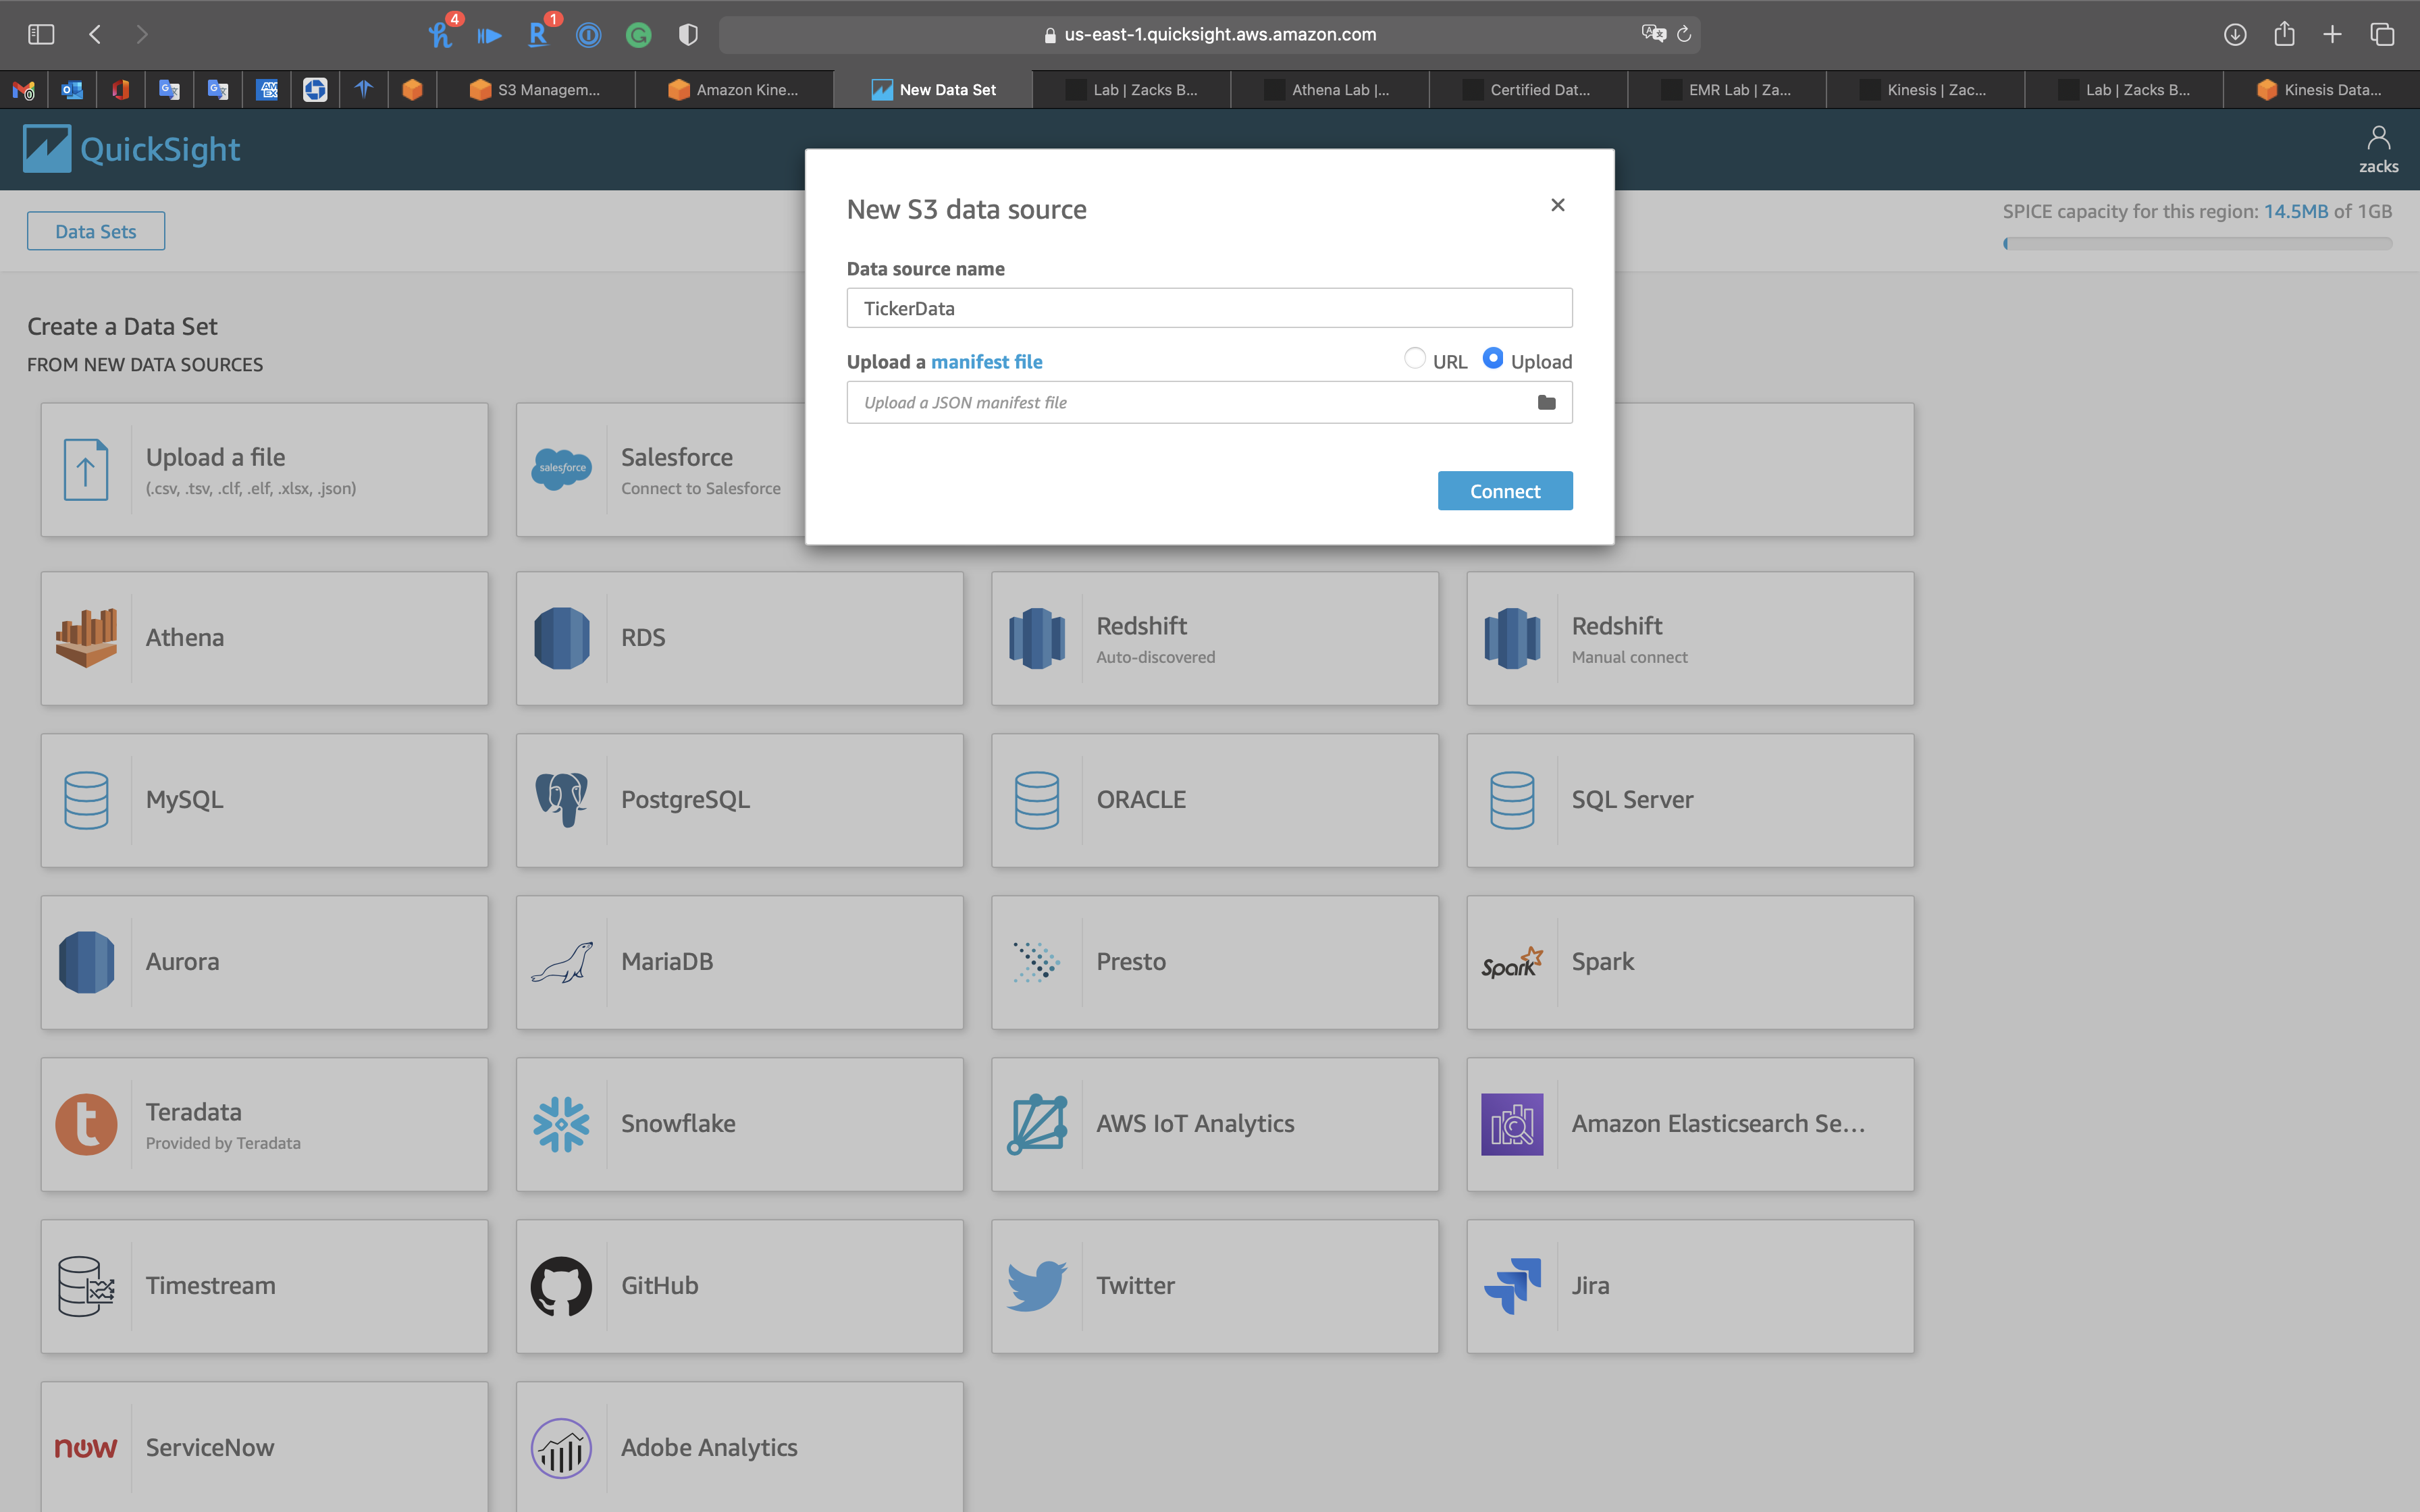 4
1
us-east-1.quicksight.aws.amazon.com
S3 Managem...
Amazon Kine...
New Data Set
Lab | Zacks B...
Athena Lab |...
Certified Dat...
EMR Lab | Za...
Kinesis | Zac...
Lab | Zacks B...
Kinesis Data...
QuickSight
zacks
Data Sets
SPICE capacity for this region: 14.5MB of 1GB
New S3 data source
Data source name
TickerData
Upload a manifest file
URL
Upload
Upload a JSON manifest file
Connect
Create a Data Set
FROM NEW DATA SOURCES
Upload a file
(.csv, .tsv, .clf, .elf, .xlsx, .json)
salesforce
Salesforce
Connect to Salesforce
Athena
RDS
Redshift
Auto-discovered
Redshift
Manual connect
MySQL
PostgreSQL
ORACLE
SQL Server
Aurora
MariaDB
Presto
Spark
Spark
t
Teradata
Provided by Teradata
Snowflake
AWS IoT Analytics
Amazon Elasticsearch Se...
Timestream
GitHub
Twitter
Jira
now
ServiceNow
Adobe Analytics